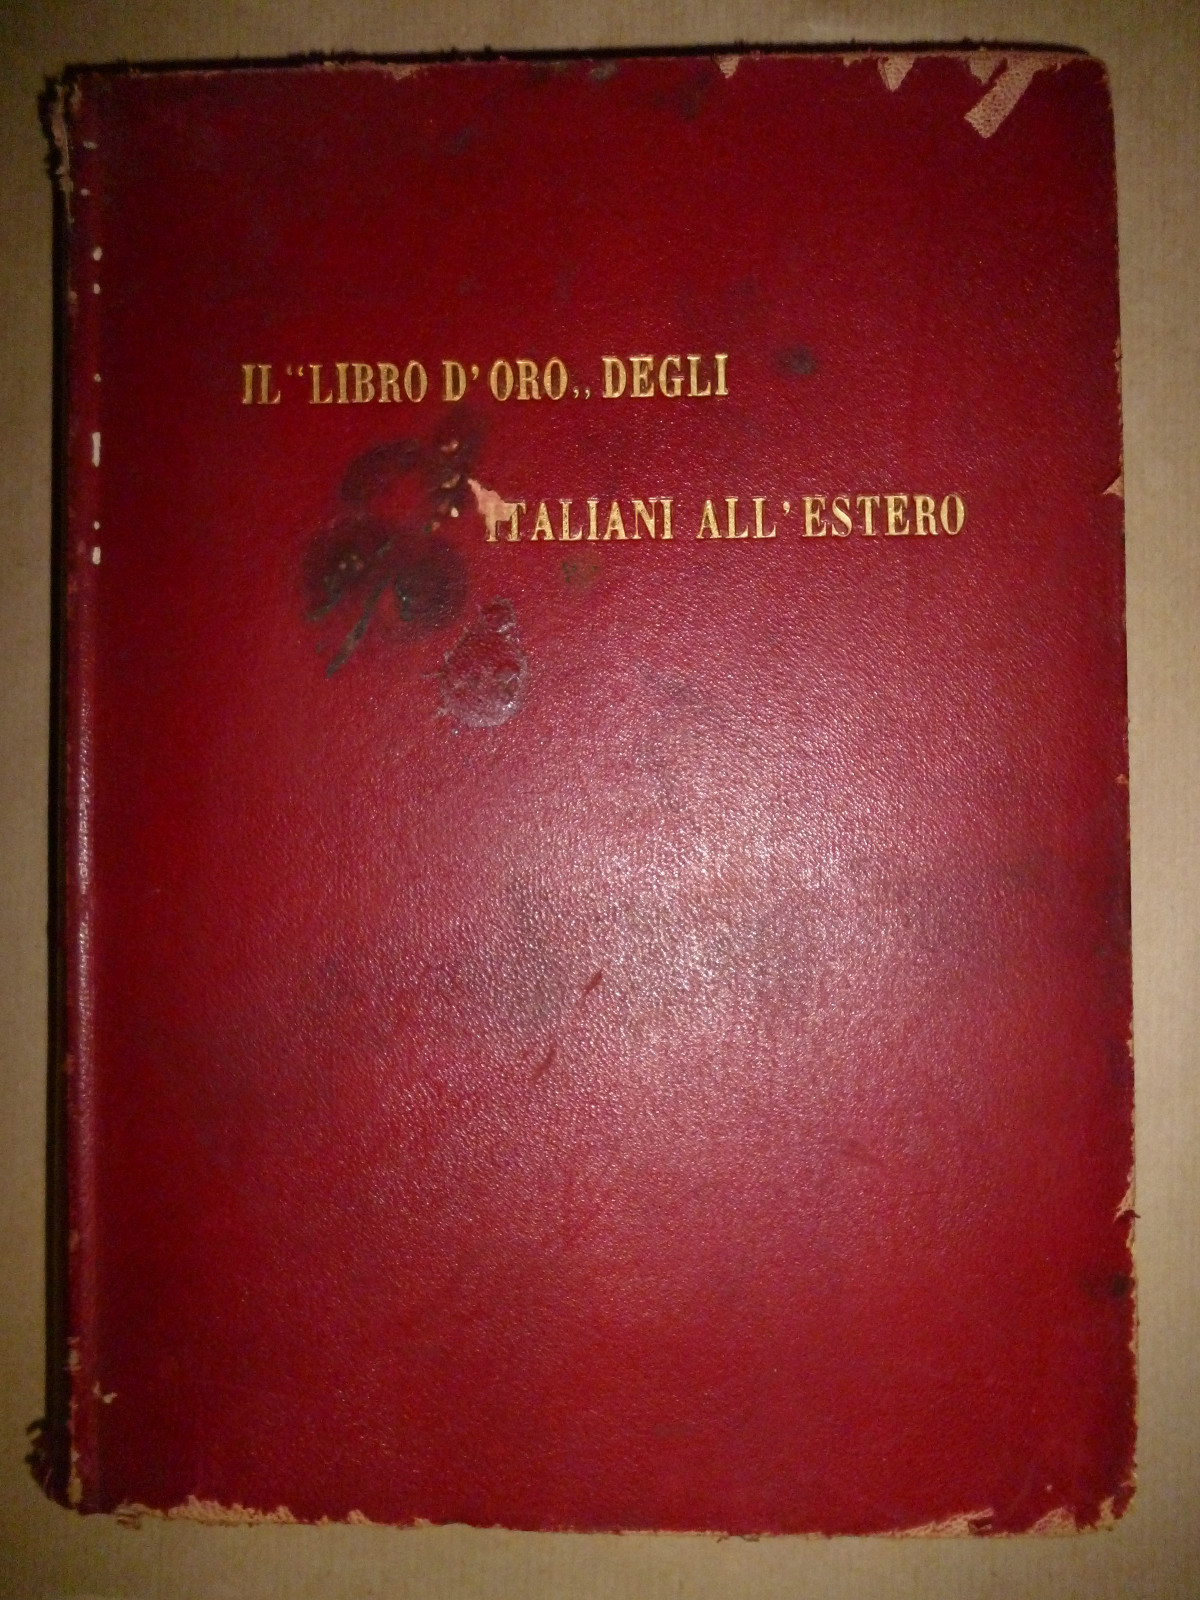 IL “LIBRO D'ORO„ DEGLI
ITALIANI ALL'ESTERO